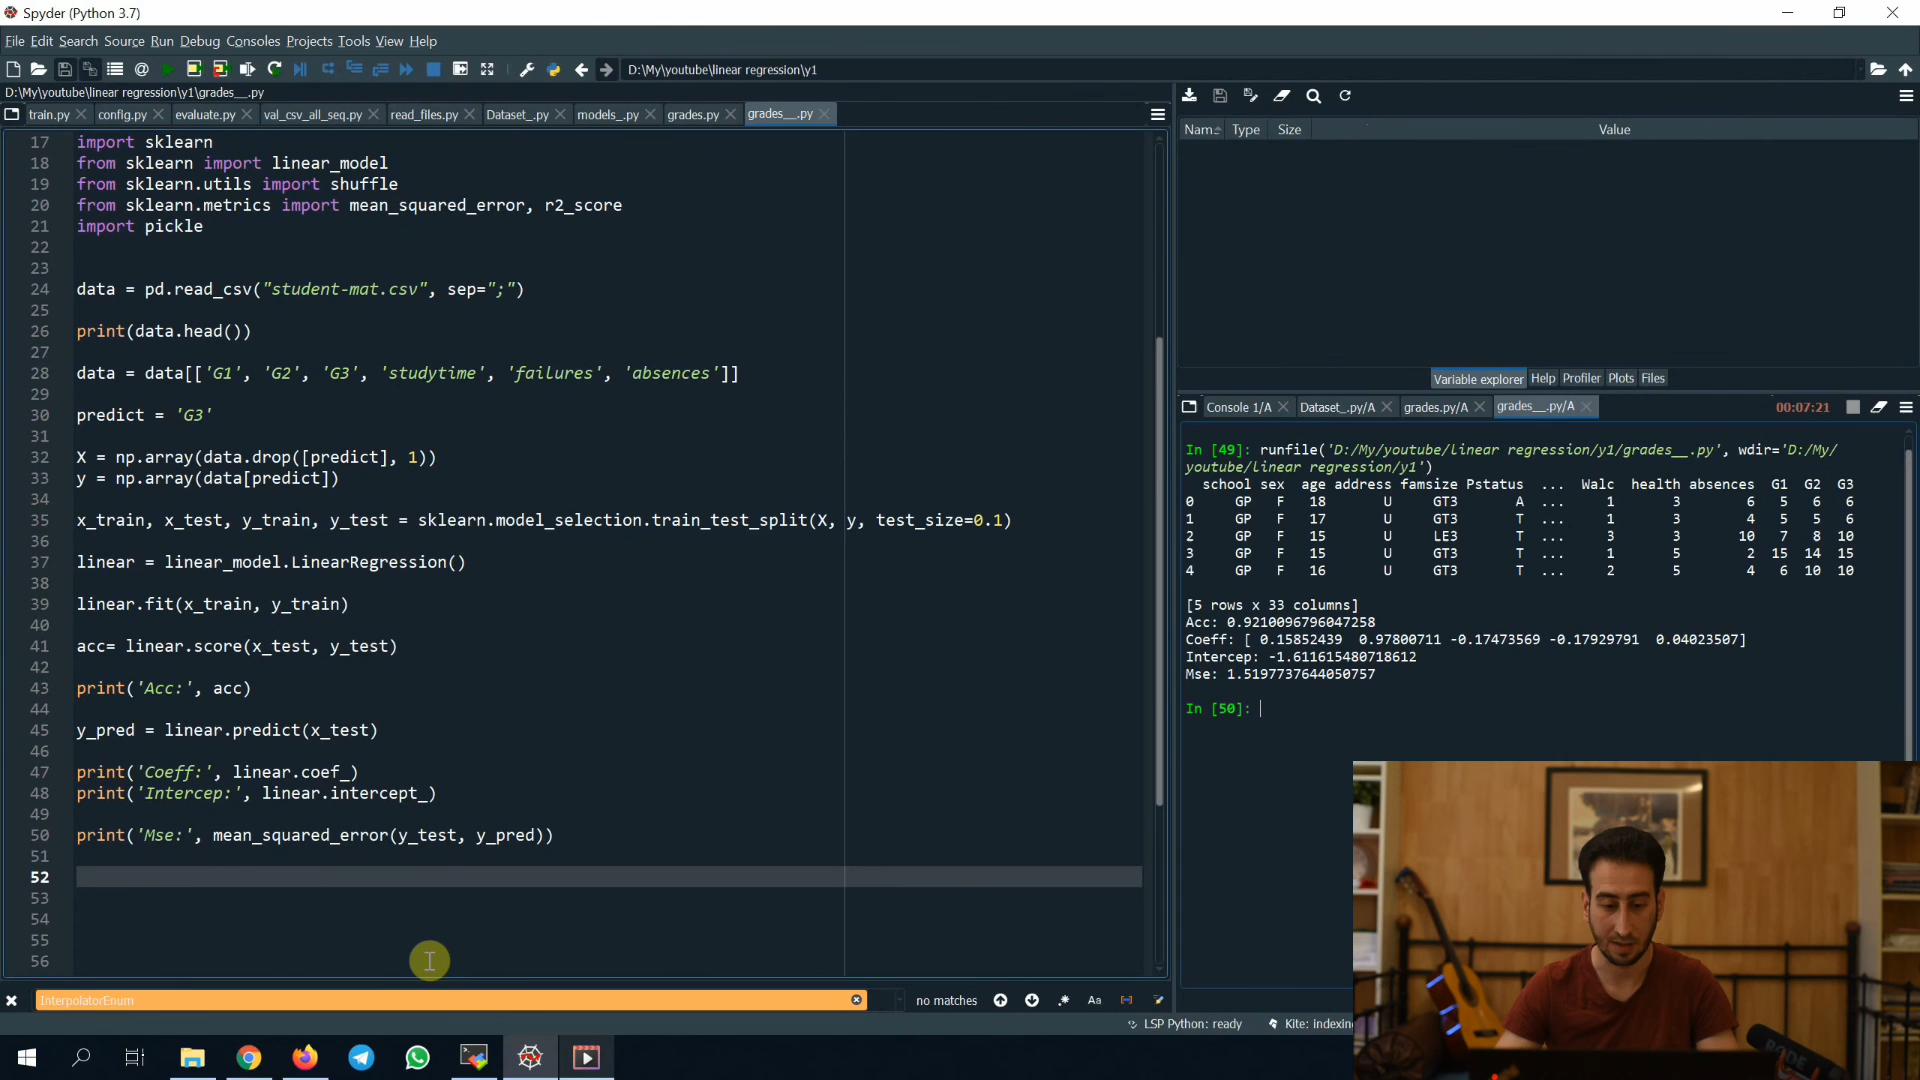 Spyder (Python 3.7)
File Edit Search Source Run Debug Consoles Projects Tools View Help
D:\My\youtube\linear regression\y1
D:\My\youtube\linear regression\y1\grades__.py
train.py config.py evaluate.py val_csv_all_seq.py read_files.py Dataset_.py models_.py grades.py grades__.py
17 import sklearn
18 from sklearn import linear_model
19 from sklearn.utils import shuffle
20 from sklearn.metrics import mean_squared_error, r2_score
21 import pickle
22
23
24 data = pd.read_csv("student-mat.csv", sep=";")
25
26 print(data.head())
27
28 data = data[['G1', 'G2', 'G3', 'studytime', 'failures', 'absences']]
29
30 predict = 'G3'
31
32 X = np.array(data.drop([predict], 1))
33 y = np.array(data[predict])
34
35 x_train, x_test, y_train, y_test = sklearn.model_selection.train_test_split(X, y, test_size=0.1)
36
37 linear = linear_model.LinearRegression()
38
39 linear.fit(x_train, y_train)
40
41 acc= linear.score(x_test, y_test)
42
43 print('Acc:', acc)
44
45 y_pred = linear.predict(x_test)
46
47 print('Coeff:', linear.coef_)
48 print('Intercep:', linear.intercept_)
49
50 print('Mse:', mean_squared_error(y_test, y_pred))
51
52
53
54
55
56
InterpolatorEnum no matches Aa
Nam Type Size Value
Variable explorer Help Profiler Plots Files
Console 1/A Dataset_.py/A grades.py/A grades__.py/A 00:07:21
In [49]: runfile('D:/My/youtube/linear regression/y1/grades__.py', wdir='D:/My/
youtube/linear regression/y1')
school sex age address famsize Pstatus ... Walc health absences G1 G2 G3
0 GP F 18 U GT3 A ... 1 3 6 5 6 6
1 GP F 17 U GT3 T ... 1 3 4 5 5 6
2 GP F 15 U LE3 T ... 3 3 10 7 8 10
3 GP F 15 U GT3 T ... 1 5 2 15 14 15
4 GP F 16 U GT3 T ... 2 5 4 6 10 10
[5 rows x 33 columns]
Acc: 0.9210096796047258
Coeff: [ 0.15852439 0.97800711 -0.17473569 -0.17929791 0.04023507]
Intercep: -1.611615480718612
Mse: 1.5197737644050757
In [50]:
LSP Python: ready Kite: indexing
RODE